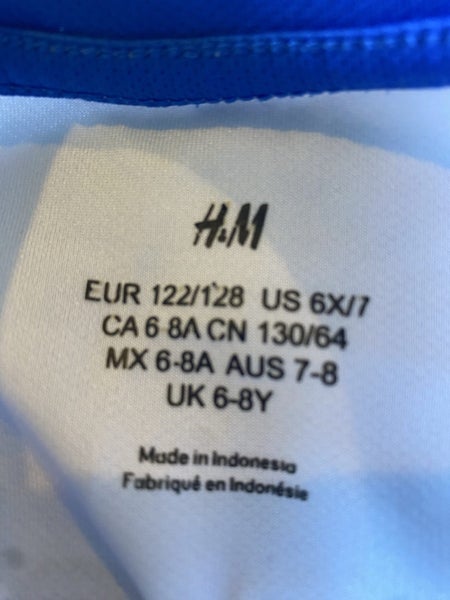 H&M
EUR 122/128 US 6X/7
CA 6-8A CN 130/64
MX 6-8A AUS 7-8
UK 6-8Y
Made in Indonesia
Fabriqué en Indonésie